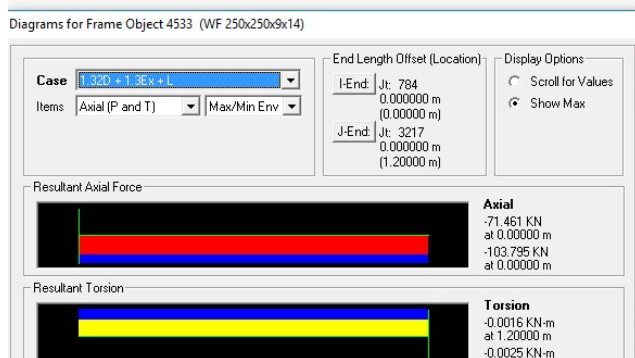 Diagrams for Frame Object 4533 (WF 250x250x9x14)
End Length Offset (Location)
Display Options
Case 1.32D + 1.3Ex + L
Items Axial (P and T) Max/Min Env
I-End: Jt: 784
0.000000 m
(0.00000 m)
J-End: Jt: 3217
0.000000 m
(1.20000 m)
Scroll for Values
Show Max
Resultant Axial Force
Axial
-71.461 KN
at 0.00000 m
-103.795 KN
at 0.00000 m
Resultant Torsion
Torsion
-0.0016 KN-m
at 1.20000 m
-0.0025 KN-m